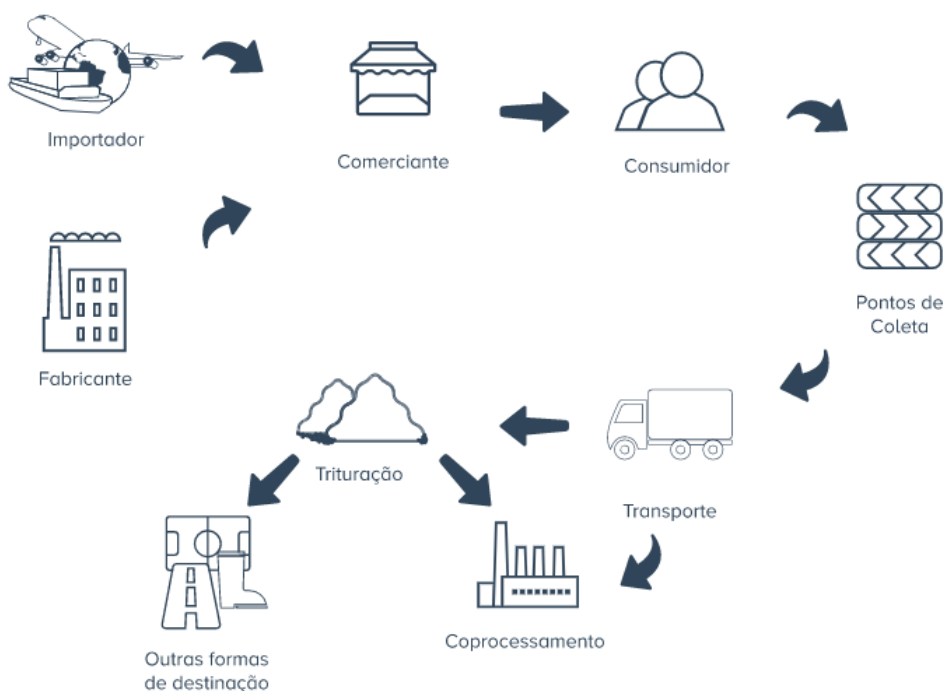 Importador
Comerciante
Consumidor
Pontos de
Coleta
Fabricante
Trituração
Transporte
Coprocessamento
Outras formas
de destinação